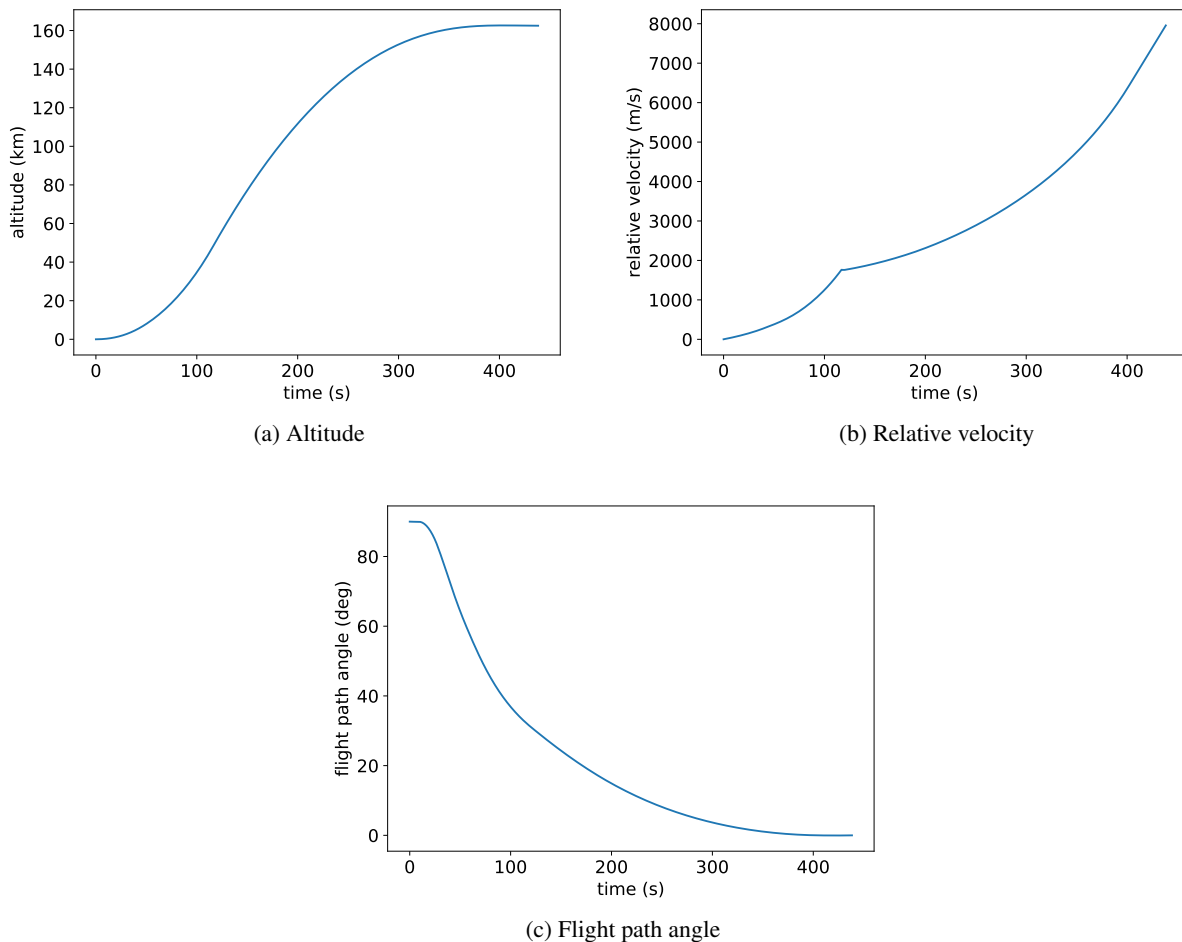 160
140
120
100
80
60
40
20
0
altitude (km)
0 100 200 300 400
time (s)
(a) Altitude
8000
7000
6000
5000
4000
3000
2000
1000
0
relative velocity (m/s)
0 100 200 300 400
time (s)
(b) Relative velocity
80
60
40
20
0
flight path angle (deg)
0 100 200 300 400
time (s)
(c) Flight path angle